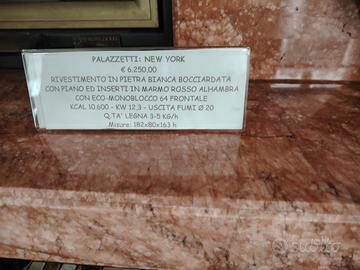 PALAZZETTI: NEW YORK
€ 6.250,00
RIVESTIMENTO IN PIETRA BIANCA BOCCIARDATA
CON PIANO ED INSERTI IN MARMO ROSSO ALHAMBRA
CON ECO-MONOBLOCCO 64 FRONTALE
KCAL 10.600 - KW 12,3 - USCITA FUMI Ø 20
Q.TA' LEGNA 3-5 KG/h
Misure: 182x80x163 h